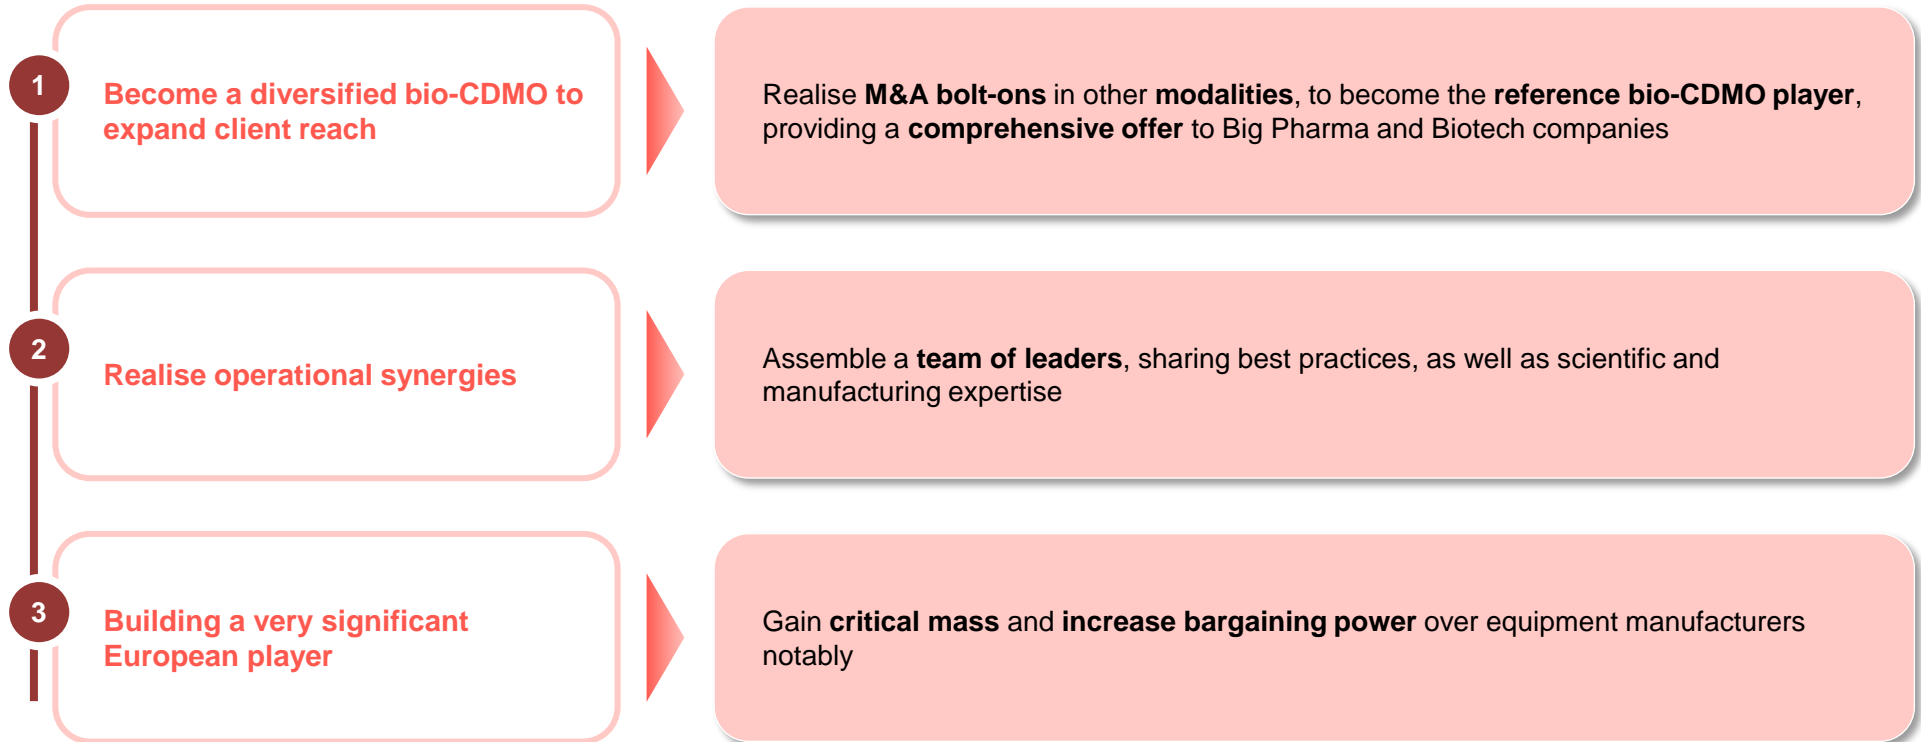 1
Become a diversified bio-CDMO to
expand client reach
Realise M&A bolt-ons in other modalities, to become the reference bio-CDMO player,
providing a comprehensive offer to Big Pharma and Biotech companies
2
Realise operational synergies
Assemble a team of leaders, sharing best practices, as well as scientific and
manufacturing expertise
3
Building a very significant
European player
Gain critical mass and increase bargaining power over equipment manufacturers
notably